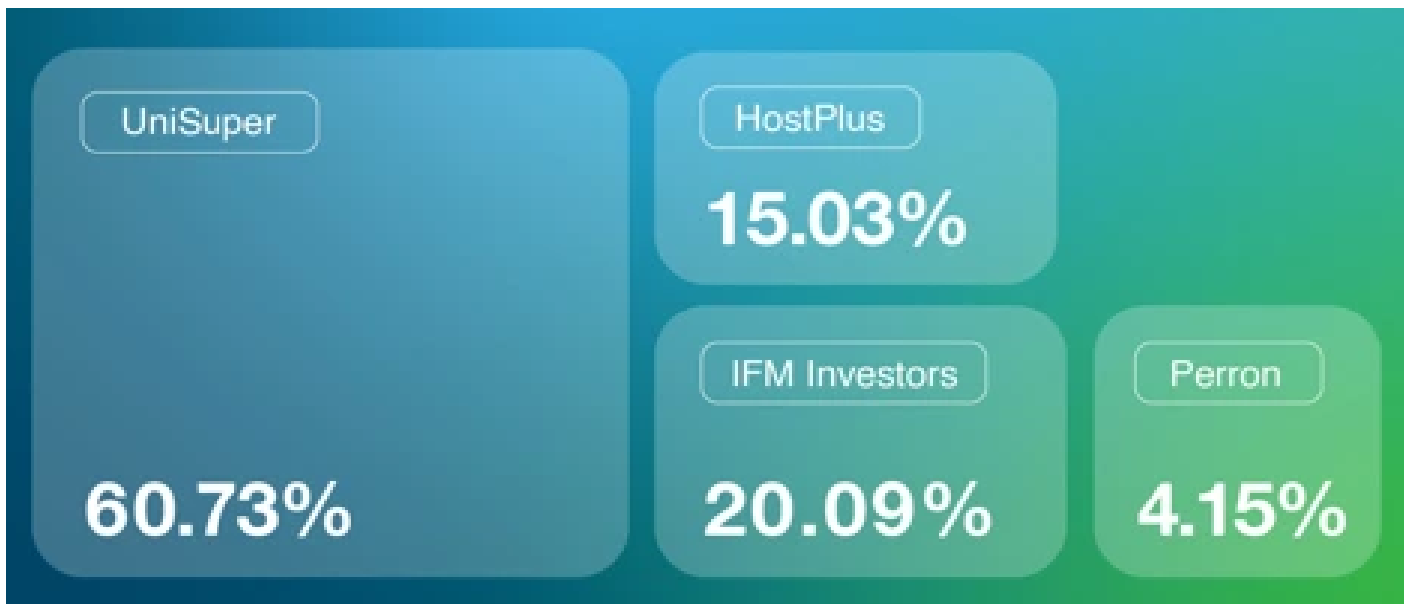 UniSuper
60.73%
HostPlus
15.03%
IFM Investors
20.09%
Perron
4.15%